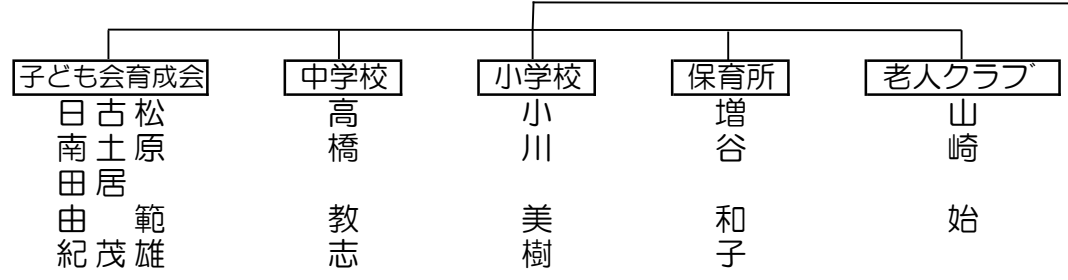 子ども会育成会
松原範雄
古土居茂
日南田由紀
中学校
高橋教志
小学校
小川美樹
保育所
増谷和子
老人クラブ
山崎始